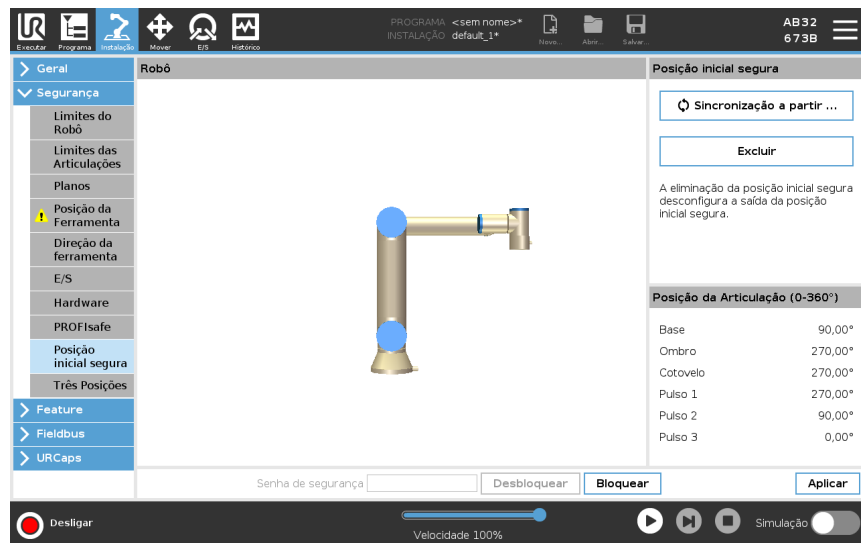 PROGRAMA <sem nome>*
INSTALAÇÃO default_1*
AB32
673B
Executar Programa Instalação Mover E/S Histórico Novo... Abrir... Salvar...
Geral
Segurança
Limites do
Robô
Limites das
Articulações
Planos
Posição da
Ferramenta
Direção da
ferramenta
E/S
Hardware
PROFIsafe
Posição
inicial segura
Três Posições
Feature
Fieldbus
URCaps
Robô
Posição inicial segura
Sincronização a partir ...
Excluir
A eliminação da posição inicial segura
desconfigura a saída da posição
inicial segura.
Posição da Articulação (0-360°)
Base 90,00°
Ombro 270,00°
Cotovelo 270,00°
Pulso 1 270,00°
Pulso 2 90,00°
Pulso 3 0,00°
Senha de segurança Desbloquear Bloquear Aplicar
Desligar
Velocidade 100%
Simulação